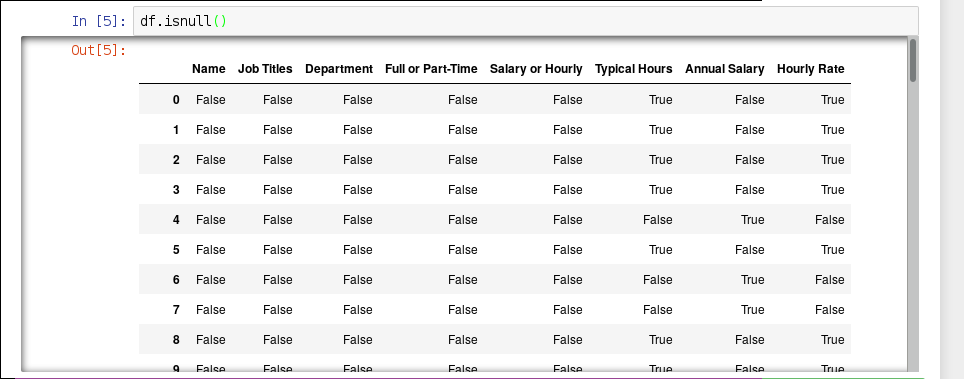 In [5]: df.isnull()
Out[5]:
Name Job Titles Department Full or Part-Time Salary or Hourly Typical Hours Annual Salary Hourly Rate
0 False False False False False True False True
1 False False False False False True False True
2 False False False False False True False True
3 False False False False False True False True
4 False False False False False False True False
5 False False False False False True False True
6 False False False False False False True False
7 False False False False False False True False
8 False False False False False True False True
9 False False False False False True False True